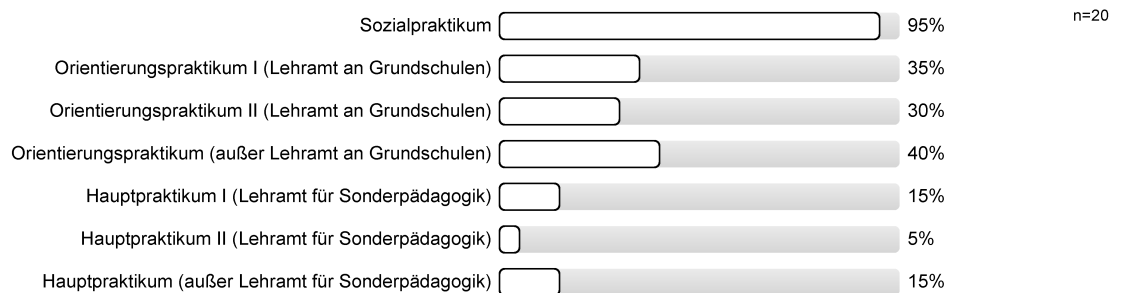 n=20
Sozialpraktikum 95%
Orientierungspraktikum I (Lehramt an Grundschulen) 35%
Orientierungspraktikum II (Lehramt an Grundschulen) 30%
Orientierungspraktikum (außer Lehramt an Grundschulen) 40%
Hauptpraktikum I (Lehramt für Sonderpädagogik) 15%
Hauptpraktikum II (Lehramt für Sonderpädagogik) 5%
Hauptpraktikum (außer Lehramt für Sonderpädagogik) 15%